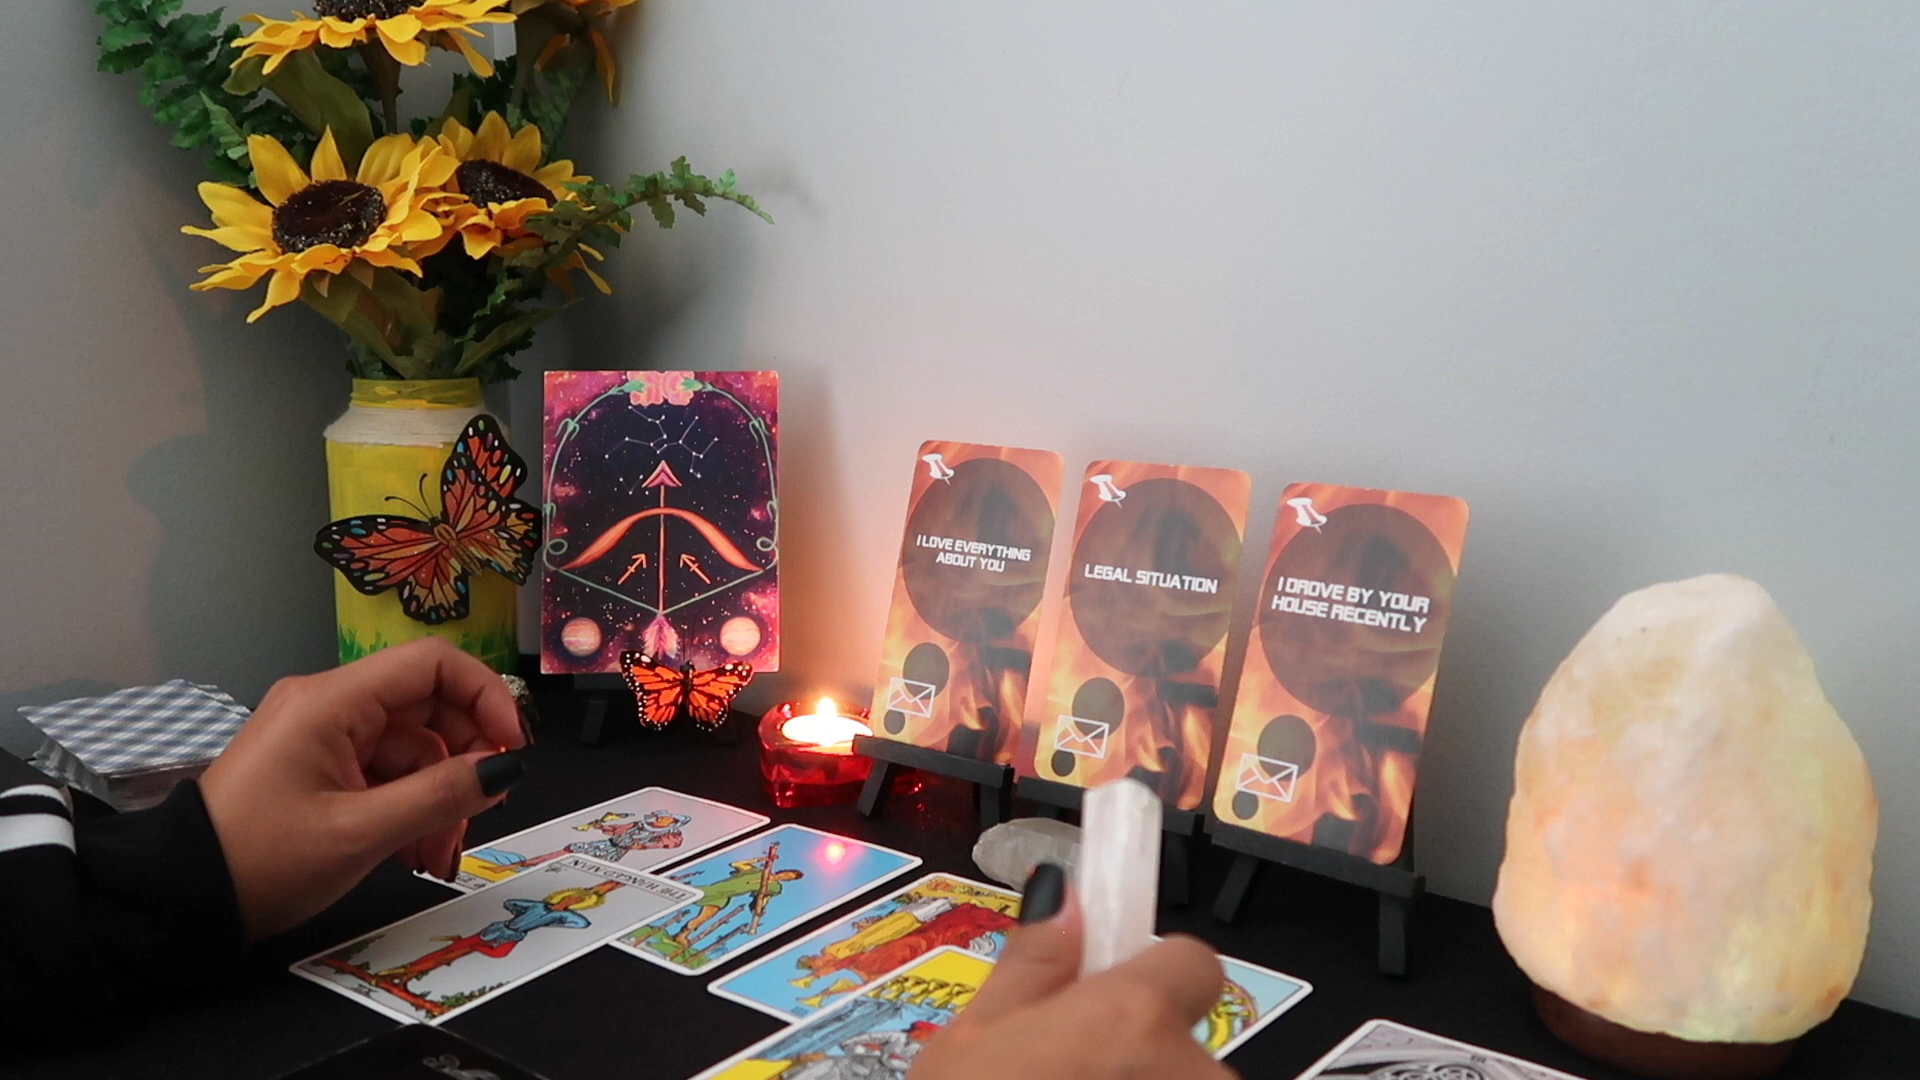 I LOVE EVERYTHING
ABOUT YOU
LEGAL SITUATION
I DROVE BY YOUR
HOUSE RECENTLY
THE HANGED MAN